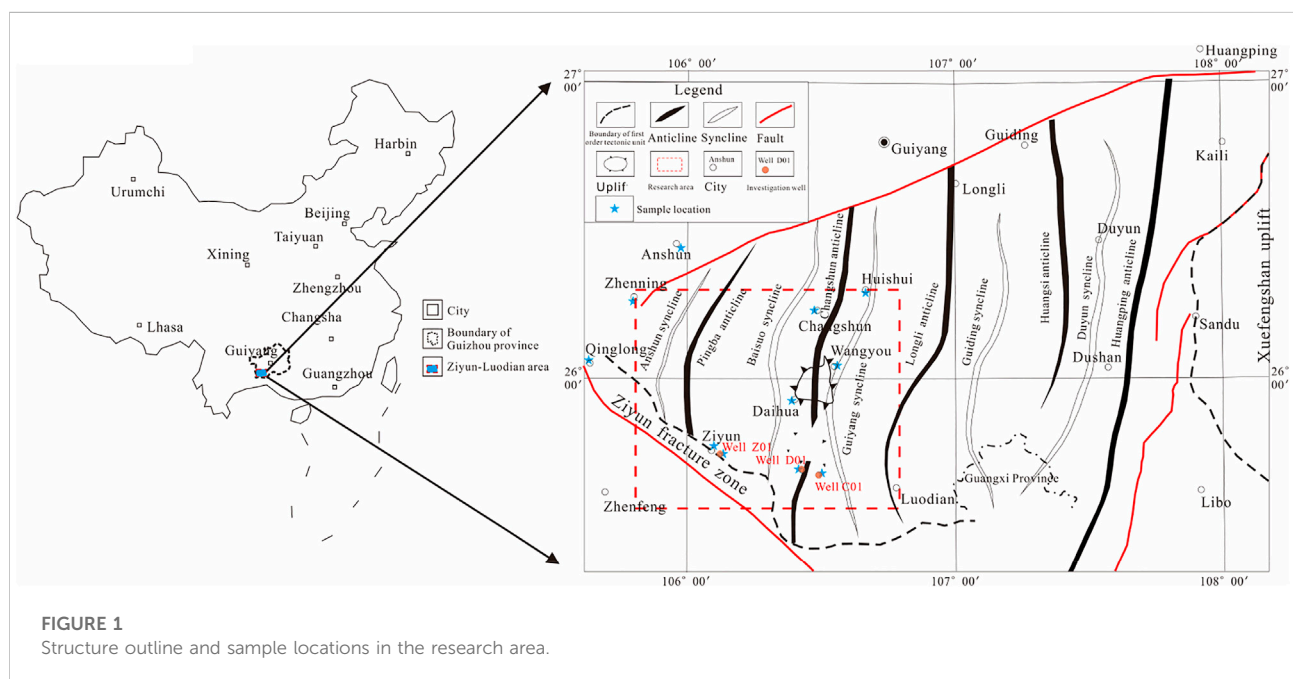 Harbin
Urumchi
Beijing
Taiyuan
Xining
Zhengzhou
Changsha
Lhasa
Guiyang
Guangzhou
City
Boundary of
Guizhou province
Ziyun-Luodian area
106° 00′
107° 00′
108° 00′
Huangping
27°
00′
27°
00′
Legend
Boundary of first
order tectonic unit
Anticline
Syncline
Fault
Anshun
Well D01
Uplif
Research area
City
Investigation well
Sample location
Guiyang
Guiding
Kaili
Longli
Duyun
Anshun
Zhenning
Huishui
Changshun
Qinglong
Wangyou
Sandu
Dushan
26°
00′
26°
00′
Daihua
Ziyun
Well Z01
Well D01
Well C01
Zhenfeng
Luodian
Guangxi Province
Libo
Anshun syncline
Pingba anticline
Baisuo syncline
Changshun anticline
Guiyang syncline
Longli anticline
Guiding syncline
Huangsi anticline
Duyun syncline
Huangping anticline
Xuefengshan uplift
Ziyun fracture zone
106° 00′
107° 00′
108° 00′
FIGURE 1
Structure outline and sample locations in the research area.